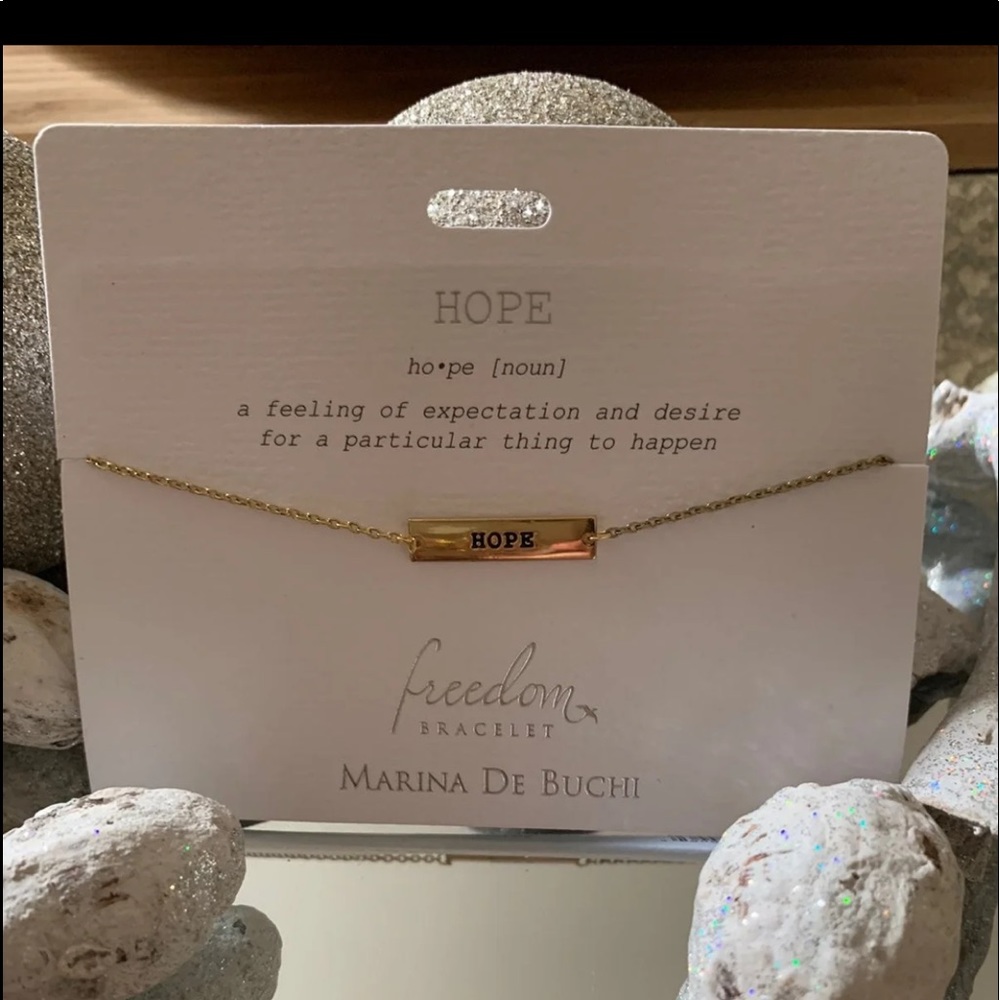 HOPE
ho•pe [noun]
a feeling of expectation and desire
for a particular thing to happen
HOPE
freedom
BRACELET
MARINA DE BUCHI